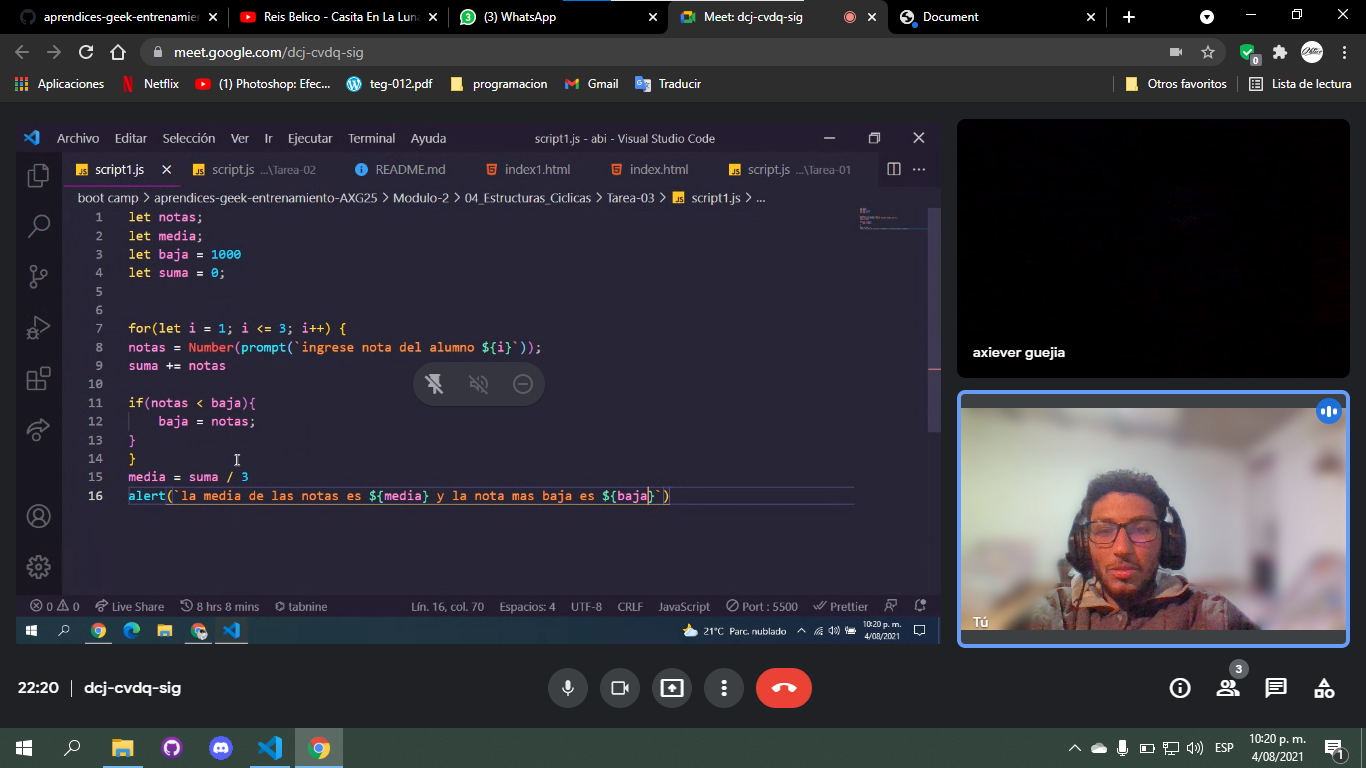 aprendices-geek-entrenamie
Reis Belico - Casita En La Lun
(3) WhatsApp
Meet: dcj-cvdq-sig
Document
meet.google.com/dcj-cvdq-sig
0
Aplicaciones
Netflix
(1) Photoshop: Efec...
teg-012.pdf
programacion
Gmail
Traducir
Otros favoritos
Lista de lectura
Archivo Editar Selección Ver Ir Ejecutar Terminal Ayuda
script1.js - abi - Visual Studio Code
script1.js
script.js ...\Tarea-02
README.md
index1.html
index.html
script.js ...\Tarea-01
boot camp > aprendices-geek-entrenamiento-AXG25 > Modulo-2 > 04_Estructuras_Ciclicas > Tarea-03 > script1.js > ...
1 let notas;
2 let media;
3 let baja = 1000
4 let suma = 0;
5
6
7 for(let i = 1; i <= 3; i++) {
8 notas = Number(prompt(`ingrese nota del alumno ${i}`));
9 suma += notas
10
11 if(notas < baja){
12 baja = notas;
13 }
14 }
15 media = suma / 3
16 alert(`la media de las notas es ${media} y la nota mas baja es ${baja}`)
0 0
Live Share
8 hrs 8 mins
tabnine
Lín. 16, col. 70
Espacios: 4
UTF-8
CRLF
JavaScript
Port : 5500
Prettier
21°C Parc. nublado
10:20 p. m.
4/08/2021
axiever guejia
Tú
22:20
dcj-cvdq-sig
3
ESP
10:20 p. m.
4/08/2021
1